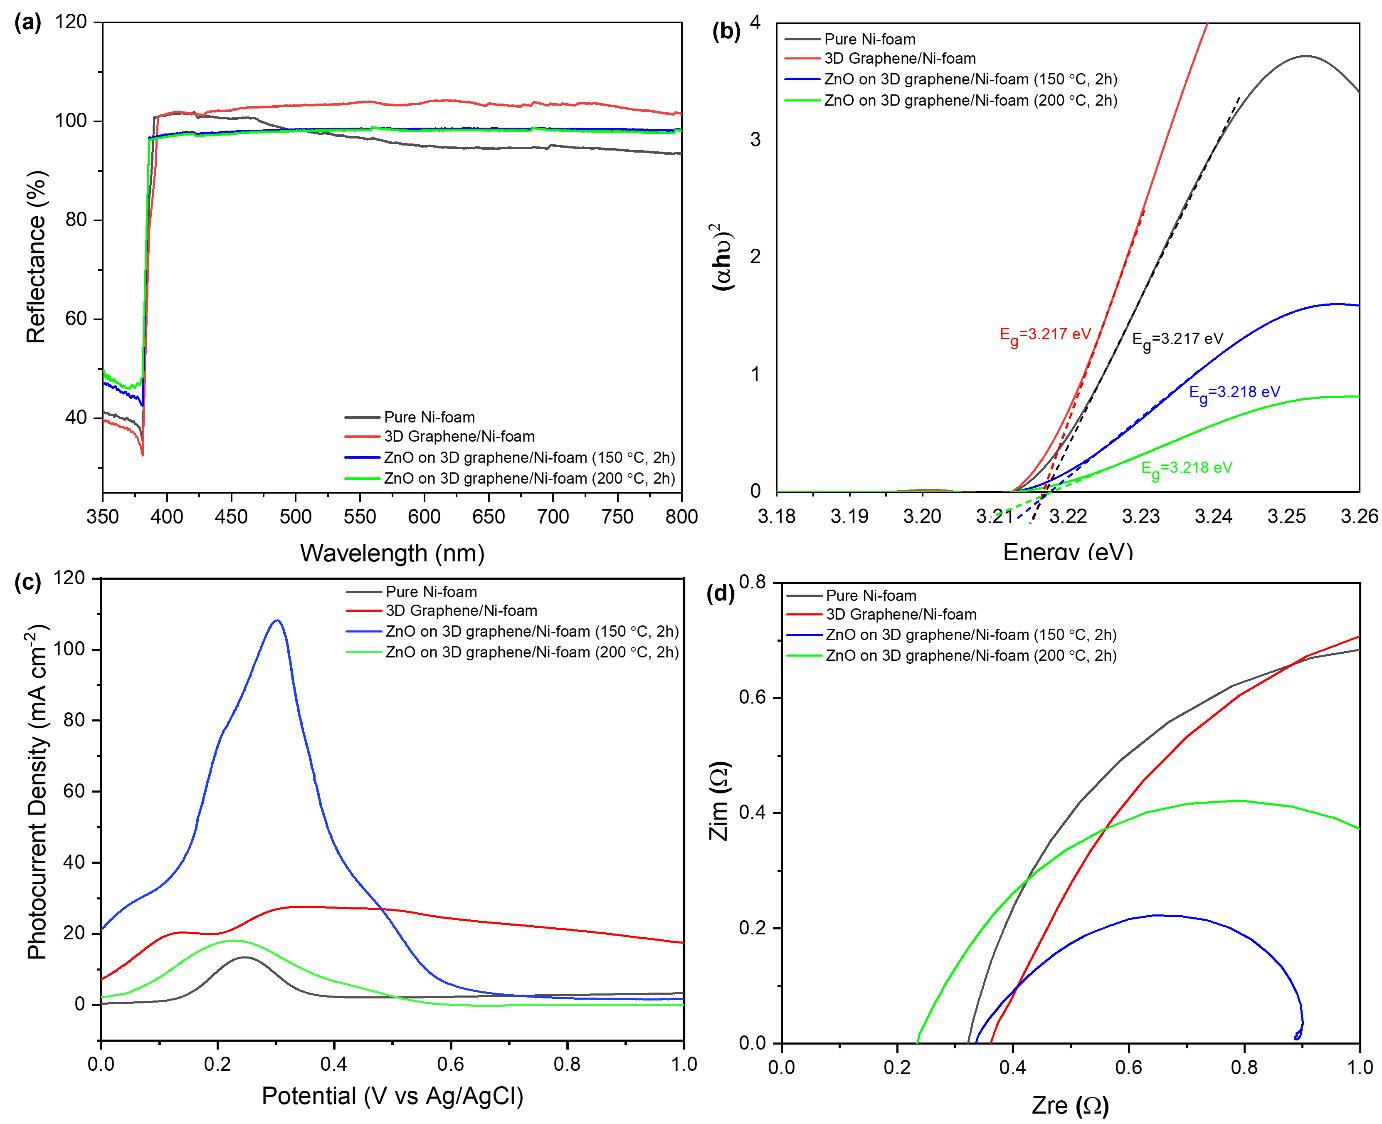 (a)
120
100
80
60
40
Reflectance (%)
Pure Ni-foam
3D Graphene/Ni-foam
ZnO on 3D graphene/Ni-foam (150 °C, 2h)
ZnO on 3D graphene/Ni-foam (200 °C, 2h)
350 400 450 500 550 600 650 700 750 800
Wavelength (nm)
(b)
4
3
2
1
0
(αhυ)²
Pure Ni-foam
3D Graphene/Ni-foam
ZnO on 3D graphene/Ni-foam (150 °C, 2h)
ZnO on 3D graphene/Ni-foam (200 °C, 2h)
Eg=3.217 eV
Eg=3.217 eV
Eg=3.218 eV
Eg=3.218 eV
3.18 3.19 3.20 3.21 3.22 3.23 3.24 3.25 3.26
Energy (eV)
(c)
120
100
80
60
40
20
0
Photocurrent Density (mA cm⁻²)
Pure Ni-foam
3D Graphene/Ni-foam
ZnO on 3D graphene/Ni-foam (150 °C, 2h)
ZnO on 3D graphene/Ni-foam (200 °C, 2h)
0.0 0.2 0.4 0.6 0.8 1.0
Potential (V vs Ag/AgCl)
(d)
0.8
0.6
0.4
0.2
0.0
Zim (Ω)
Pure Ni-foam
3D Graphene/Ni-foam
ZnO on 3D graphene/Ni-foam (150 °C, 2h)
ZnO on 3D graphene/Ni-foam (200 °C, 2h)
0.0 0.2 0.4 0.6 0.8 1.0
Zre (Ω)